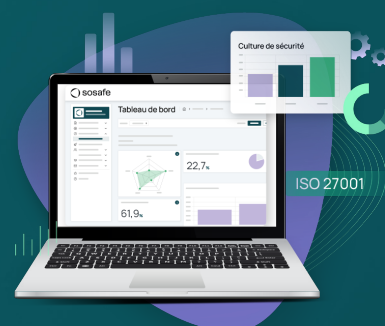 Culture de sécurité
sosafe
Tableau de bord
22,7%
ISO 27001
61,9%